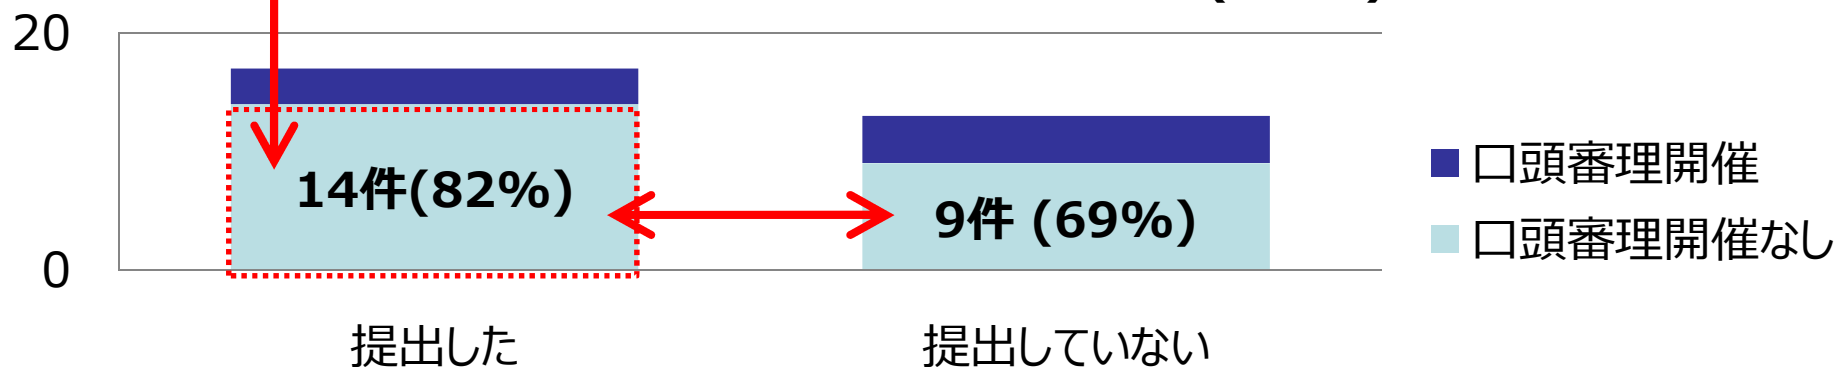 20
14件(82%)
9件 (69%)
0
提出した
提出していない
口頭審理開催
口頭審理開催なし